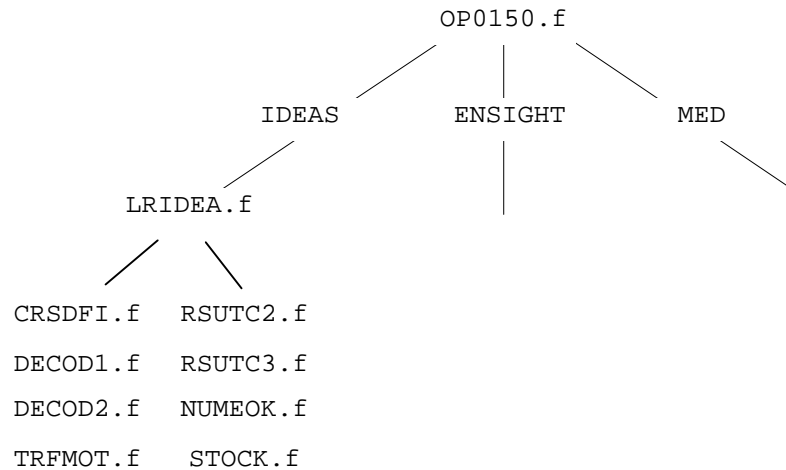 OP0150.f
IDEAS ENSIGHT MED
LRIDEA.f
CRSDFI.f RSUTC2.f
DECOD1.f RSUTC3.f
DECOD2.f NUMEOK.f
TRFMOT.f STOCK.f